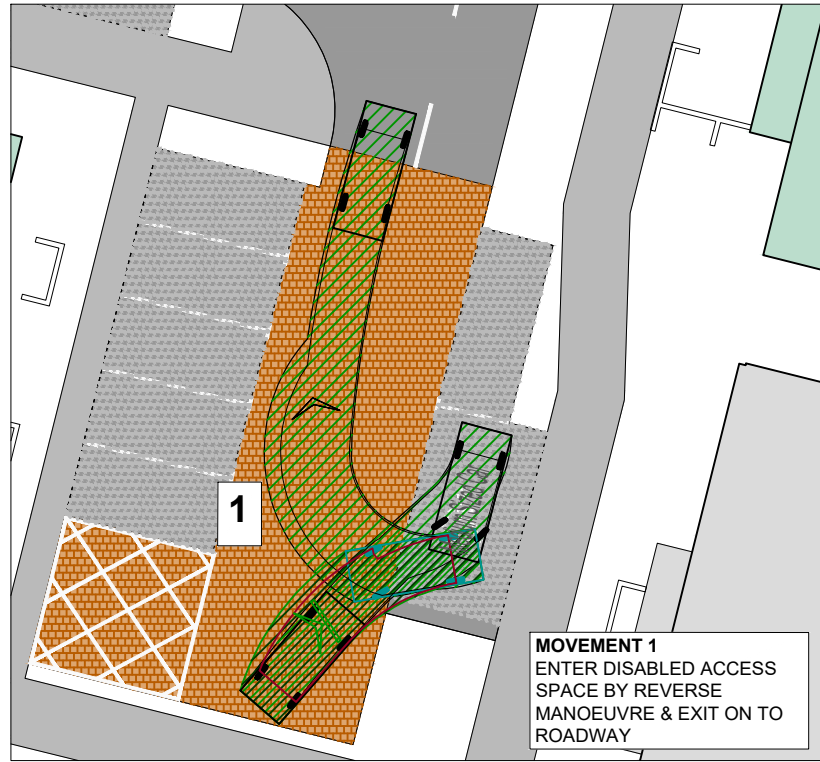 1
MOVEMENT 1
ENTER DISABLED ACCESS
SPACE BY REVERSE
MANOEUVRE & EXIT ON TO
ROADWAY